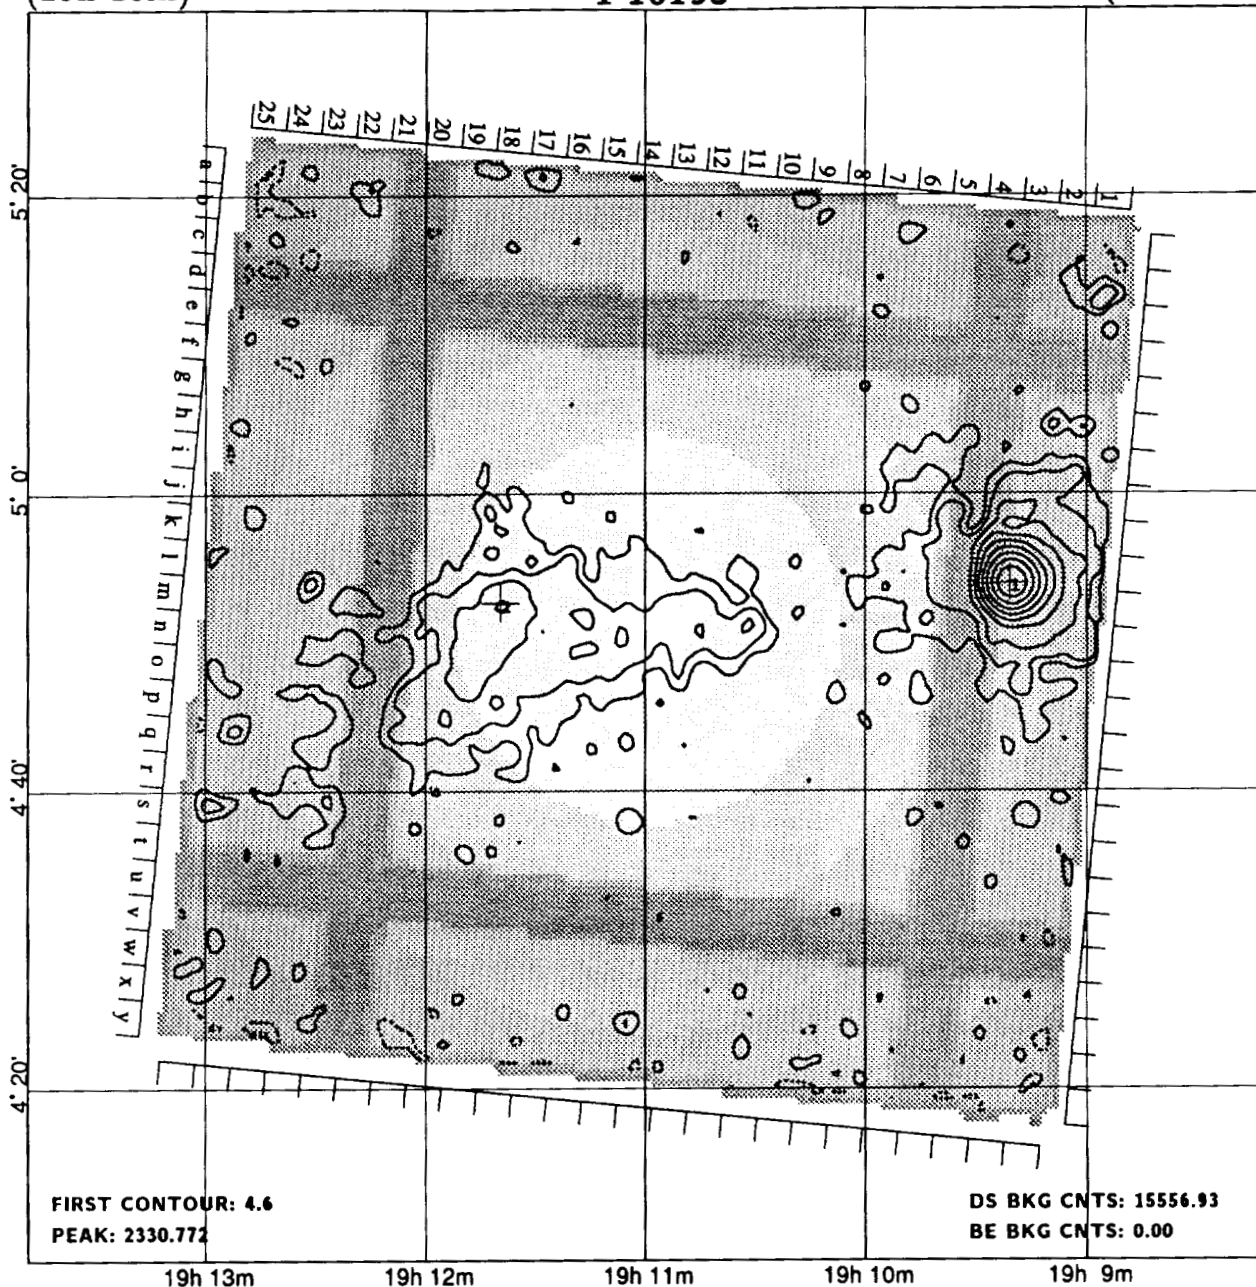 25 24 23 22 21 20 19 18 17 16 15 14 13 12 11 10 9 8 7 6 5 4 3 2 1
a b c d e f g h i j k l m n o p q r s t u v w x y
5° 20'
5° 0'
4° 40'
4° 20'
FIRST CONTOUR: 4.6
PEAK: 2330.772
DS BKG CNTS: 15556.93
BE BKG CNTS: 0.00
19h 13m 19h 12m 19h 11m 19h 10m 19h 9m